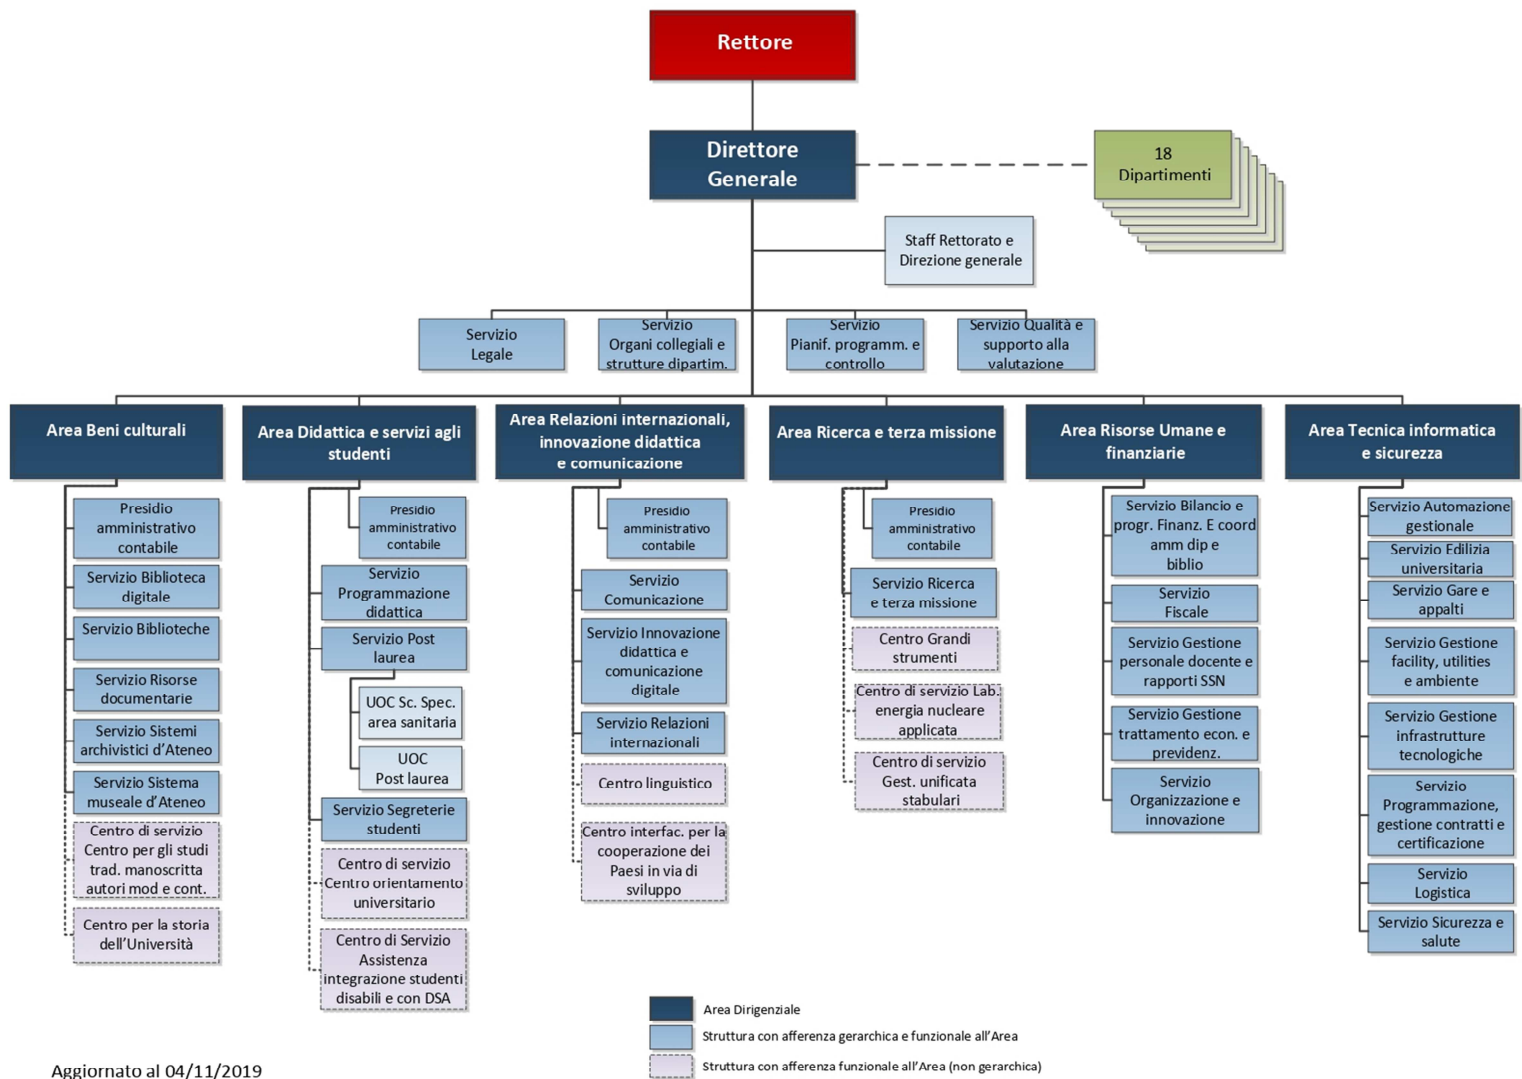 Rettore
Direttore
Generale
18
Dipartimenti
Staff Rettorato e
Direzione generale
Servizio
Legale
Servizio
Organi collegiali e
strutture dipartim.
Servizio
Pianif. programm. e
controllo
Servizio Qualità e
supporto alla
valutazione
Area Beni culturali
Presidio
amministrativo
contabile
Servizio Biblioteca
digitale
Servizio Biblioteche
Servizio Risorse
documentarie
Servizio Sistemi
archivistici d'Ateneo
Servizio Sistema
museale d'Ateneo
Centro di servizio
Centro per gli studi
trad. manoscritta
autori mod e cont.
Centro per la storia
dell'Università
Area Didattica e servizi agli
studenti
Presidio
amministrativo
contabile
Servizio
Programmazione
didattica
Servizio Post
laurea
UOC Sc. Spec.
area sanitaria
UOC
Post laurea
Servizio Segreterie
studenti
Centro di servizio
Centro orientamento
universitario
Centro di Servizio
Assistenza
integrazione studenti
disabili e con DSA
Area Relazioni internazionali,
innovazione didattica
e comunicazione
Presidio
amministrativo
contabile
Servizio
Comunicazione
Servizio Innovazione
didattica e
comunicazione
digitale
Servizio Relazioni
internazionali
Centro linguistico
Centro interfac. per la
cooperazione dei
Paesi in via di
sviluppo
Area Ricerca e terza missione
Presidio
amministrativo
contabile
Servizio Ricerca
e terza missione
Centro Grandi
strumenti
Centro di servizio Lab.
energia nucleare
applicata
Centro di servizio
Gest. unificata
stabulari
Area Risorse Umane e
finanziarie
Servizio Bilancio e
progr. Finanz. E coord
amm dip e
biblio
Servizio
Fiscale
Servizio Gestione
personale docente e
rapporti SSN
Servizio Gestione
trattamento econ. e
previdenz.
Servizio
Organizzazione e
innovazione
Area Tecnica informatica
e sicurezza
Servizio Automazione
gestionale
Servizio Edilizia
universitaria
Servizio Gare e
appalti
Servizio Gestione
facility, utilities
e ambiente
Servizio Gestione
infrastrutture
tecnologiche
Servizio
Programmazione,
gestione contratti e
certificazione
Servizio
Logistica
Servizio Sicurezza e
salute
Area Dirigenziale
Struttura con afferenza gerarchica e funzionale all'Area
Struttura con afferenza funzionale all'Area (non gerarchica)
Aggiornato al 04/11/2019